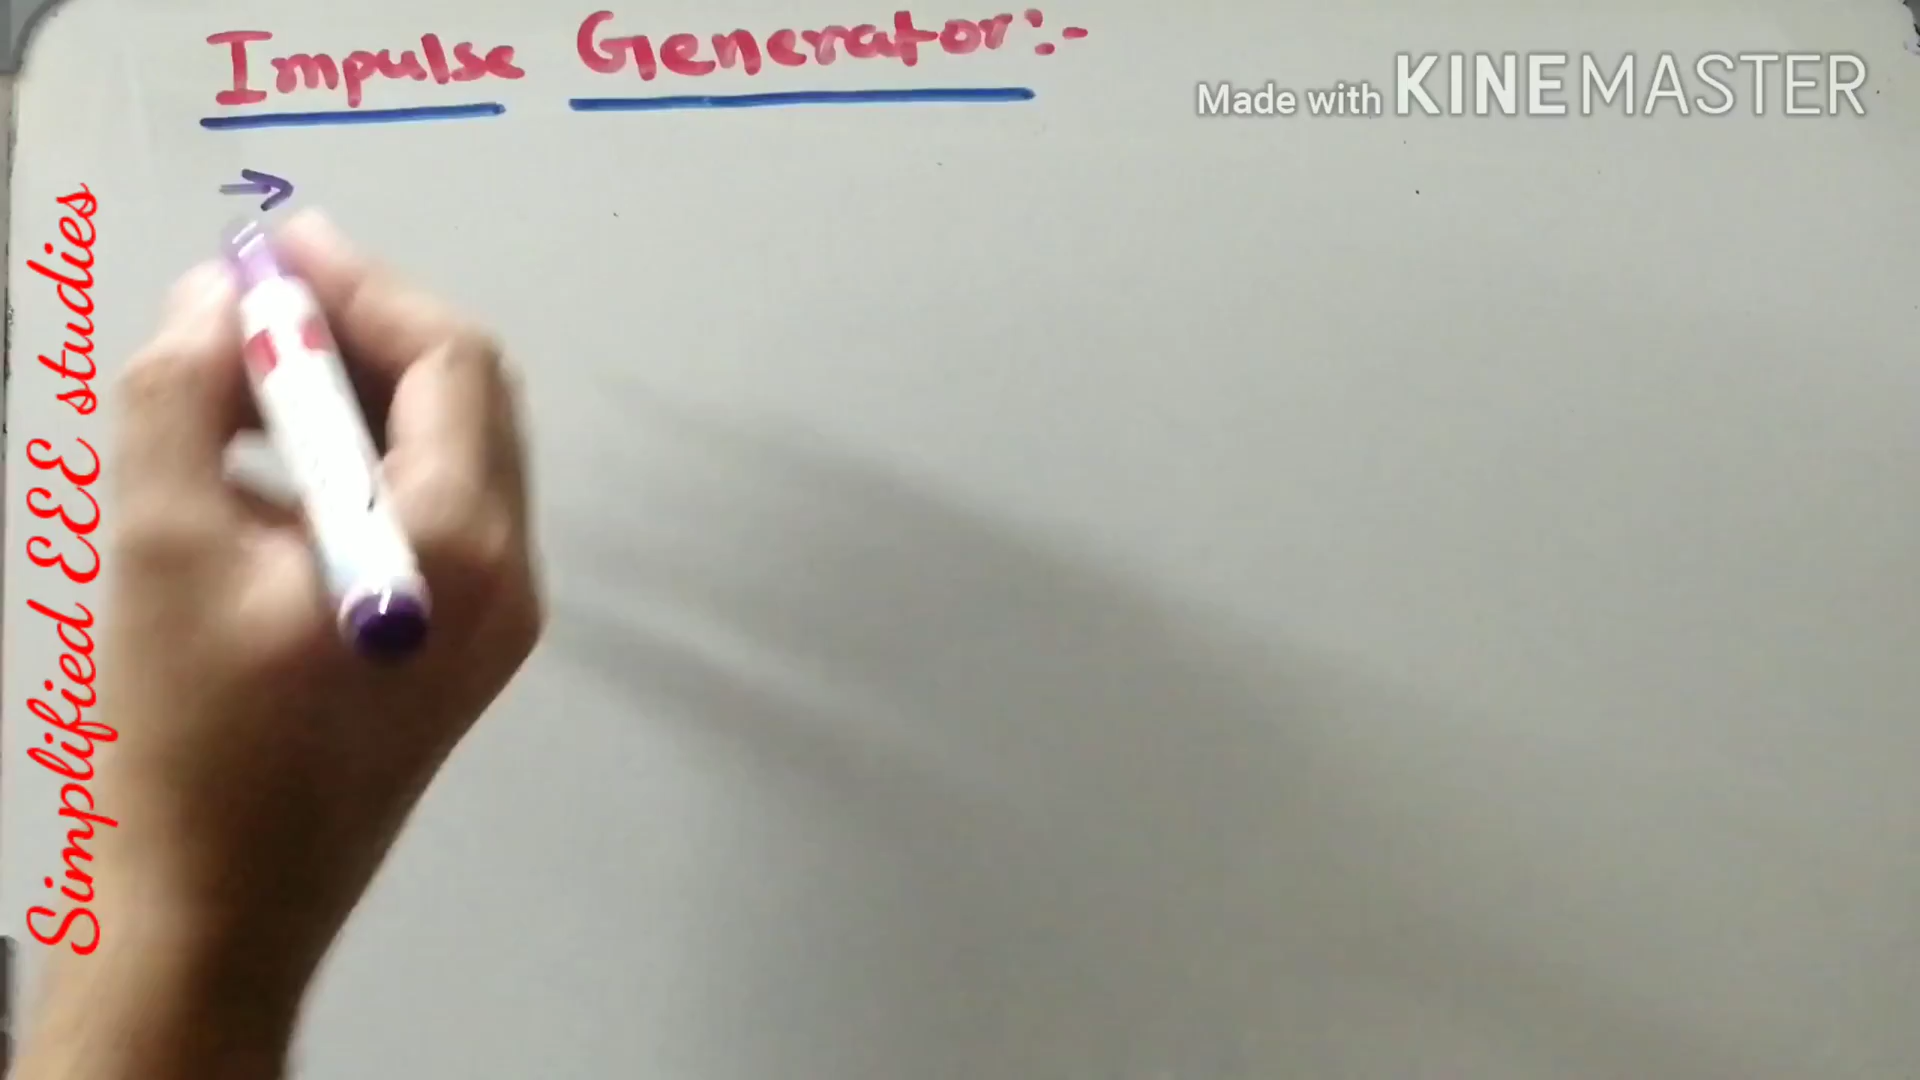 Impulse Generator:-
Made with KINEMASTER
→
Simplified EEE studies